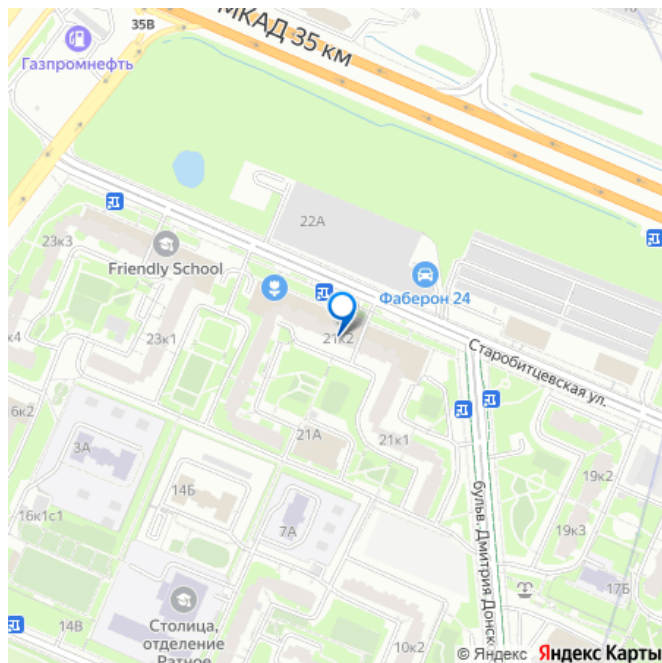 35В
МКАД 35 км
Газпромнефть
22А
23к3
Friendly School
Фаберон 24
23к1
21к2
к4
Старобитцевская ул.
6к2
3А
21А
21к1
19к2
14Б
16к1с1
7А
19к3
бульв. Дмитрия Донск
17Б
Столица,
отделение
Ратное
14В
10к2
© Яндекс Яндекс Карты